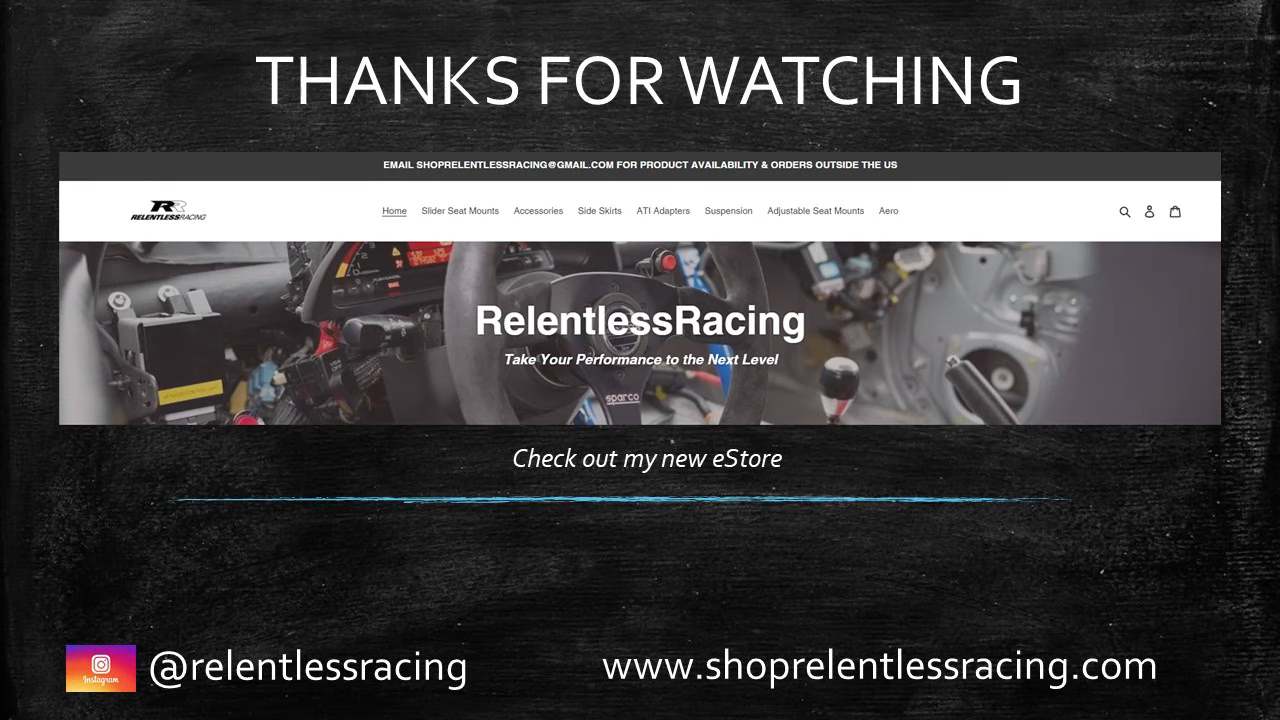 THANKS FOR WATCHING
EMAIL SHOPRELENTLESSRACING@GMAIL.COM FOR PRODUCT AVAILABILITY & ORDERS OUTSIDE THE US
RR
RELENTLESSRACING
Home Slider Seat Mounts Accessories Side Skirts ATI Adapters Suspension Adjustable Seat Mounts Aero
RelentlessRacing
Take Your Performance to the Next Level
sparco
Check out my new eStore
Instagram
@relentlessracing
www.shoprelentlessracing.com